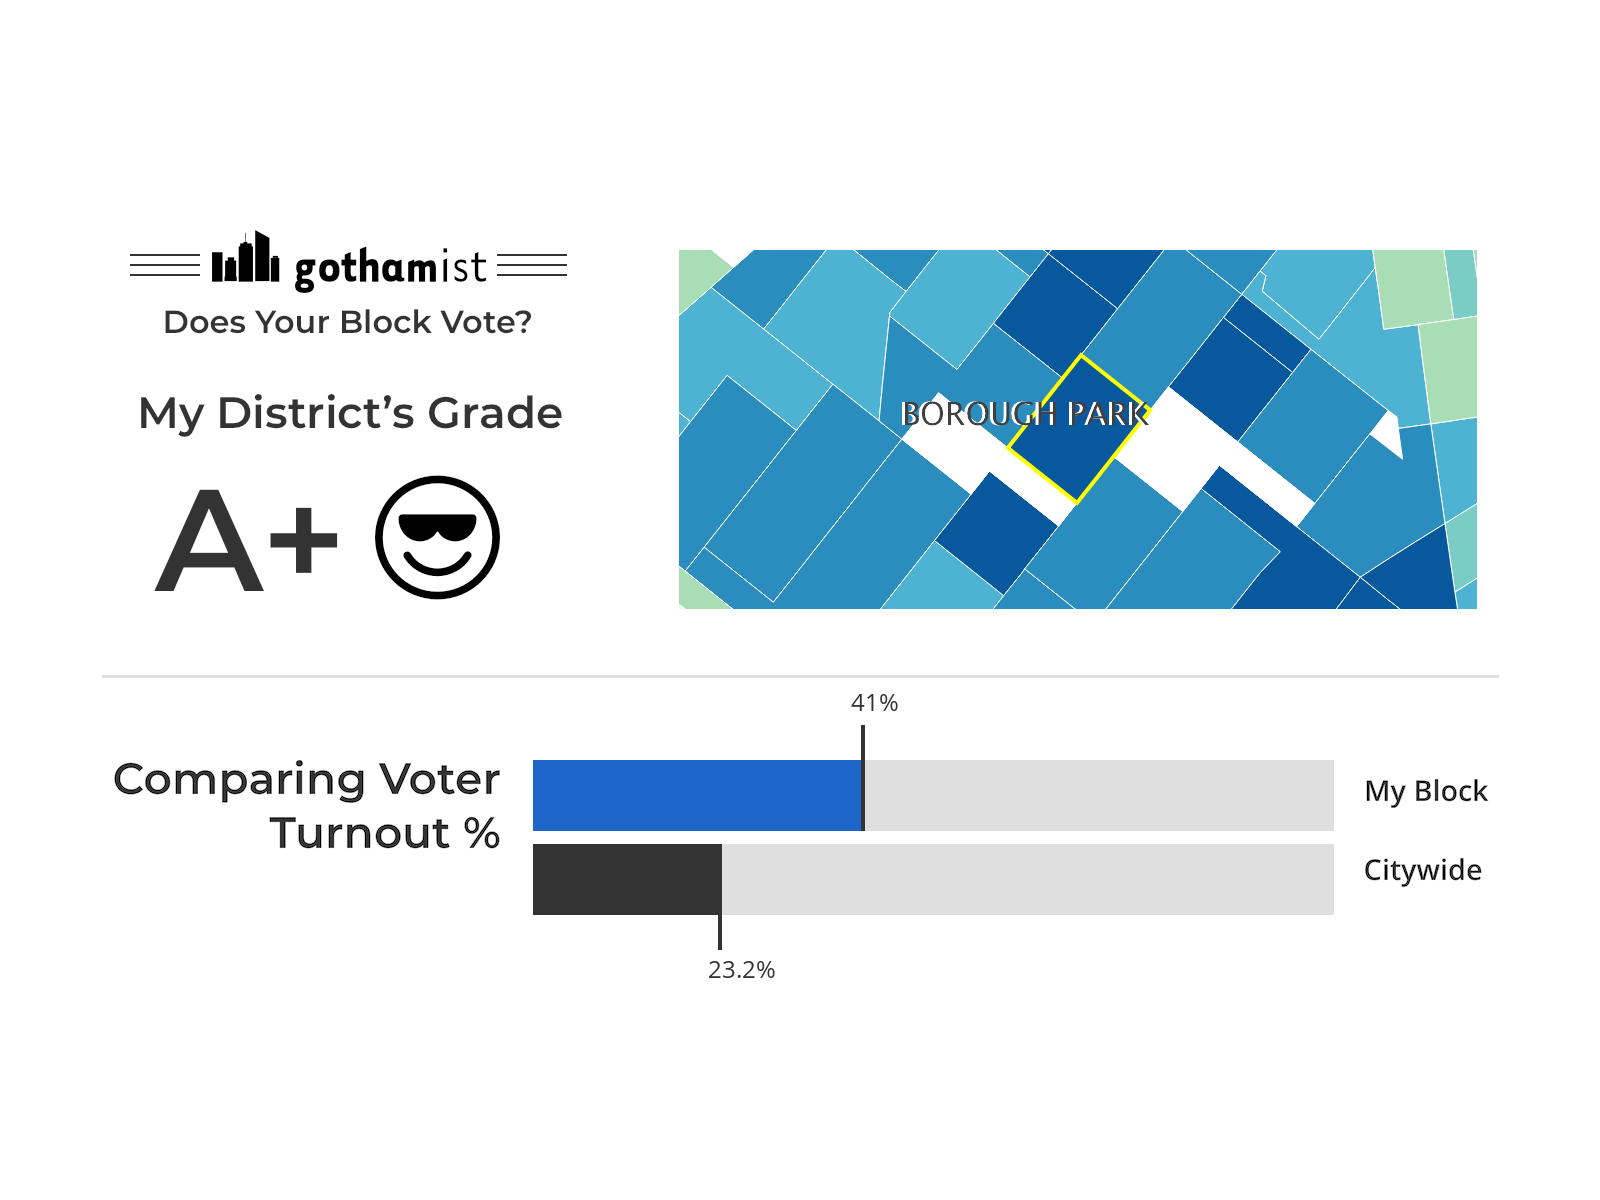 gothamist
Does Your Block Vote?
My District’s Grade
A+
BOROUGH PARK
41%
Comparing Voter
Turnout %
My Block
Citywide
23.2%